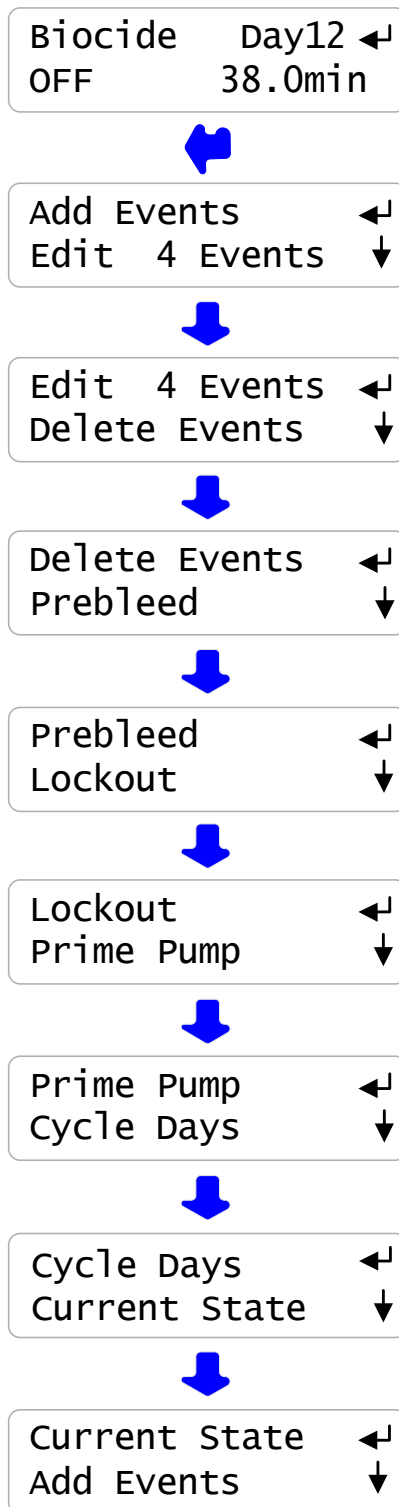 Biocide Day12
OFF 38.0min
Add Events
Edit 4 Events
Edit 4 Events
Delete Events
Delete Events
Prebleed
Prebleed
Lockout
Lockout
Prime Pump
Prime Pump
Cycle Days
Cycle Days
Current State
Current State
Add Events